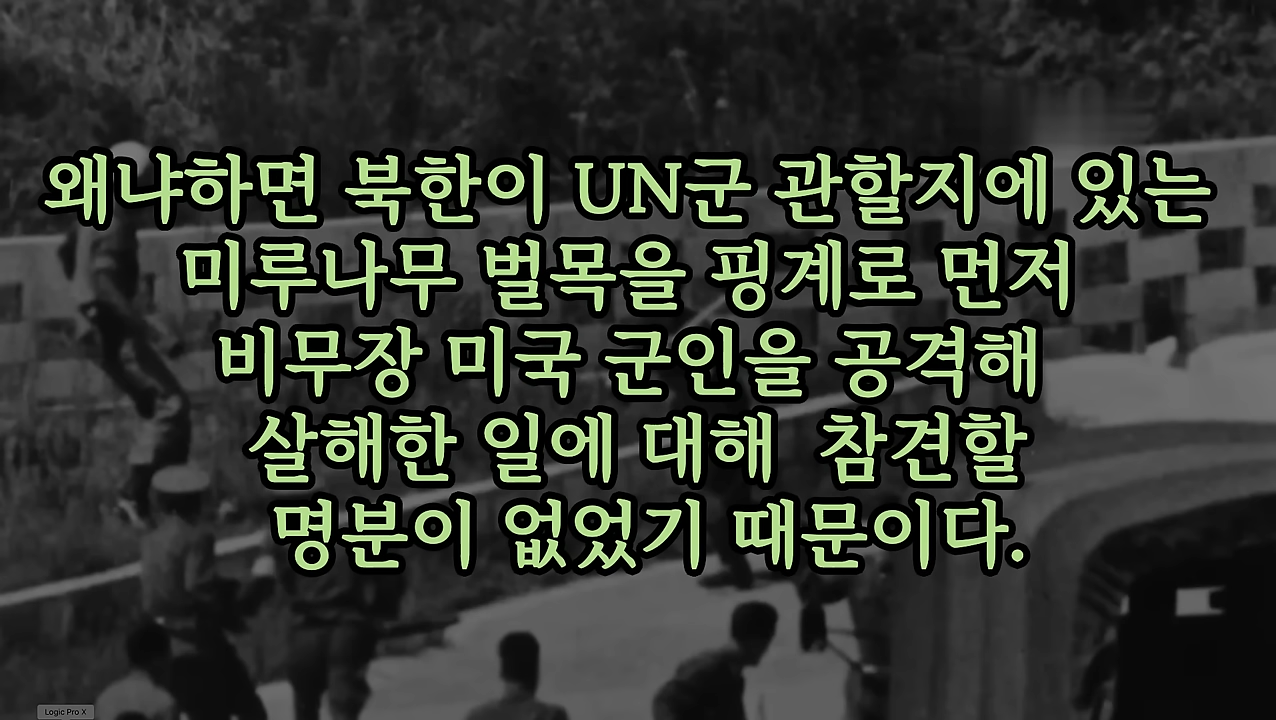 왜냐하면 북한이 UN군 관할지에 있는
미루나무 벌목을 핑계로 먼저
비무장 미국 군인을 공격해
살해한 일에 대해 참견할
명분이 없었기 때문이다.
Logic Pro X